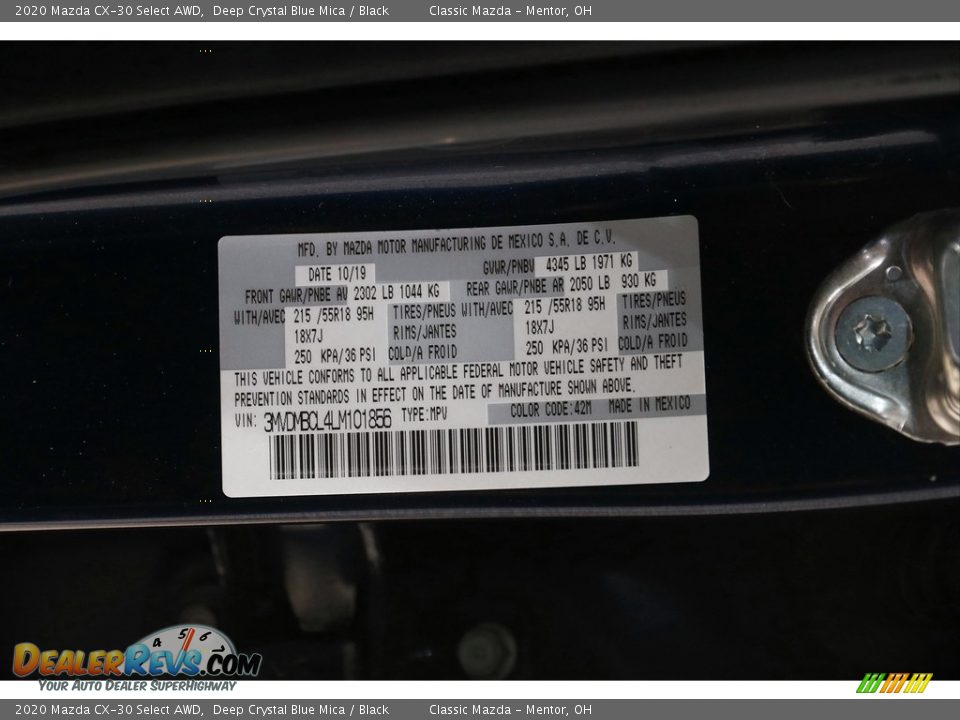 2020 Mazda CX-30 Select AWD, Deep Crystal Blue Mica / Black Classic Mazda - Mentor, OH
MFD. BY MAZDA MOTOR MANUFACTURING DE MEXICO S.A. DE C.V.
DATE 10/19 GVWR/PNBV 4345 LB 1971 KG
FRONT GAWR/PNBE AV 2302 LB 1044 KG REAR GAWR/PNBE AR 2050 LB 930 KG
WITH/AVEC 215 /55R18 95H TIRES/PNEUS WITH/AVEC 215 /55R18 95H TIRES/PNEUS
18X7J RIMS/JANTES 18X7J RIMS/JANTES
250 KPA/36 PSI COLD/A FROID 250 KPA/36 PSI COLD/A FROID
THIS VEHICLE CONFORMS TO ALL APPLICABLE FEDERAL MOTOR VEHICLE SAFETY AND THEFT
PREVENTION STANDARDS IN EFFECT ON THE DATE OF MANUFACTURE SHOWN ABOVE.
VIN: 3MVDMBCL4LM101856 TYPE:MPV COLOR CODE:42M MADE IN MEXICO
4 5 6
DEALERREVS.COM
YOUR AUTO DEALER SUPERHIGHWAY
2020 Mazda CX-30 Select AWD, Deep Crystal Blue Mica / Black Classic Mazda - Mentor, OH